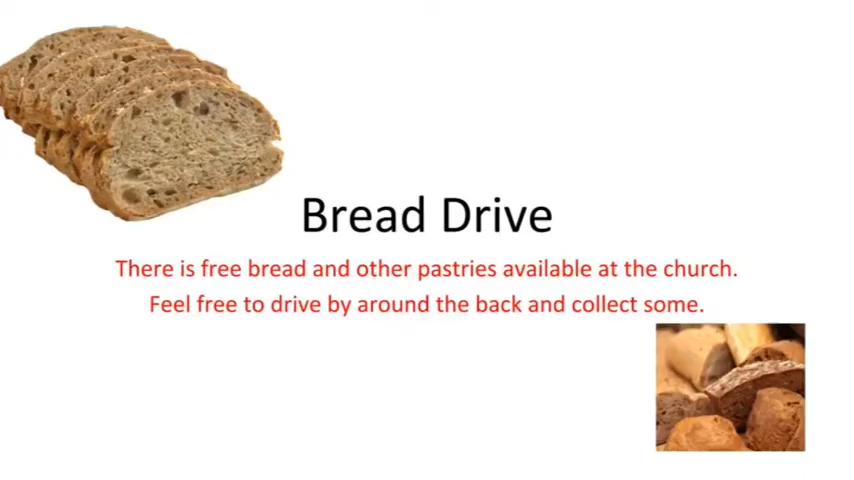 Bread Drive
There is free bread and other pastries available at the church.
Feel free to drive by around the back and collect some.